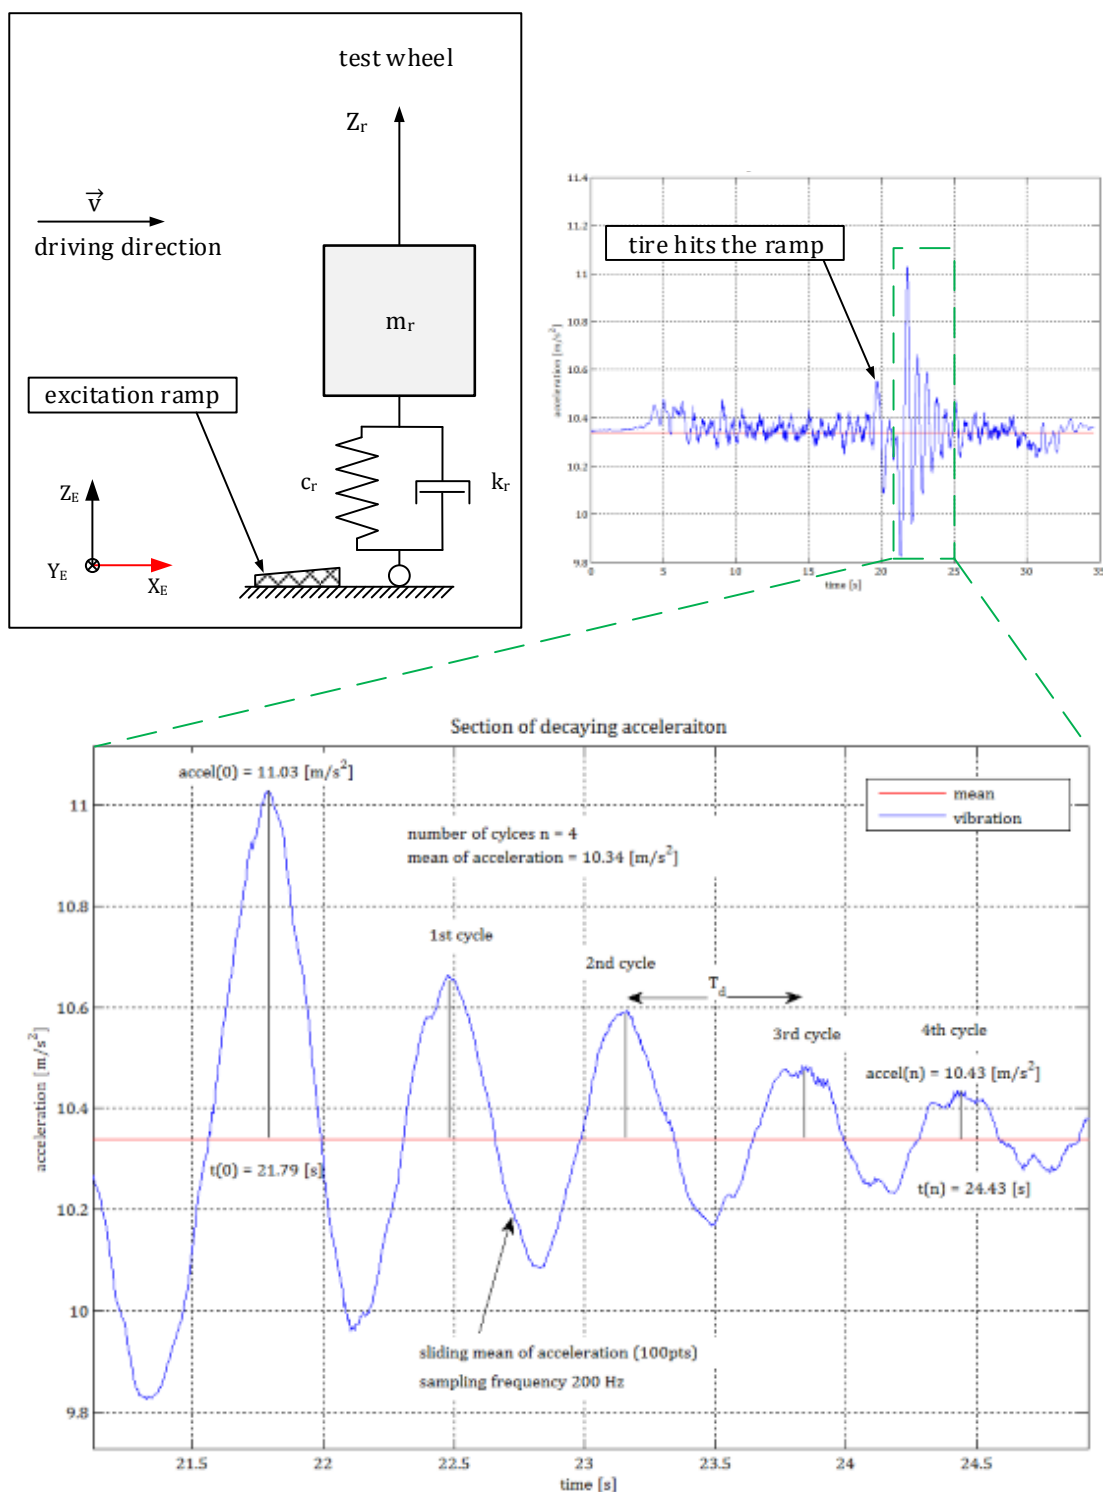 test wheel
Zr
v
driving direction
mr
excitation ramp
cr
kr
ZE
YE
XE
tire hits the ramp
11.4
11.2
11
10.8
10.6
10.4
10.2
10
9.8
acceleration [m/s²]
0 5 10 15 20 25 30 35
time [s]
Section of decaying acceleraiton
accel(0) = 11.03 [m/s²]
mean
vibration
number of cylces n = 4
mean of acceleration = 10.34 [m/s²]
1st cycle
2nd cycle
Td
3rd cycle
4th cycle
accel(n) = 10.43 [m/s²]
t(0) = 21.79 [s]
t(n) = 24.43 [s]
sliding mean of acceleration (100pts)
sampling frequency 200 Hz
11
10.8
10.6
10.4
10.2
10
9.8
acceleration [m/s²]
21.5 22 22.5 23 23.5 24 24.5
time [s]